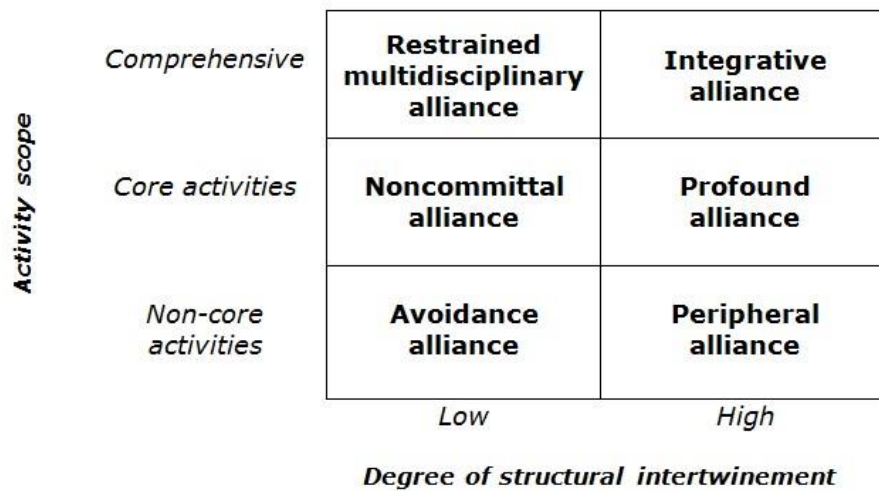 Activity scope
Comprehensive
Restrained
multidisciplinary
alliance
Integrative
alliance
Core activities
Noncommittal
alliance
Profound
alliance
Non-core
activities
Avoidance
alliance
Peripheral
alliance
Low
High
Degree of structural intertwinement